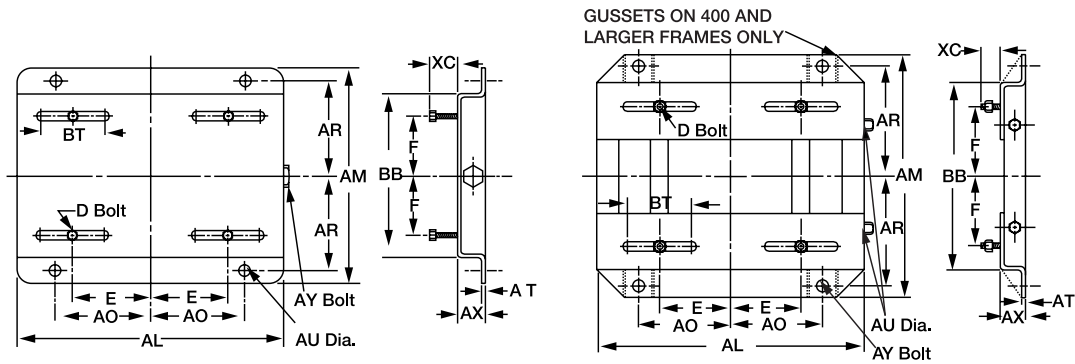 GUSSETS ON 400 AND
LARGER FRAMES ONLY
XC
BT
AR
AM
F
BB
F
D Bolt
AR
E
E
AO
AO
AL
AY Bolt
AU Dia.
A T
AX
XC
D Bolt
AR
AM
F
BB
F
BT
AR
E
E
AO
AO
AL
AU Dia.
AY Bolt
AT
AX